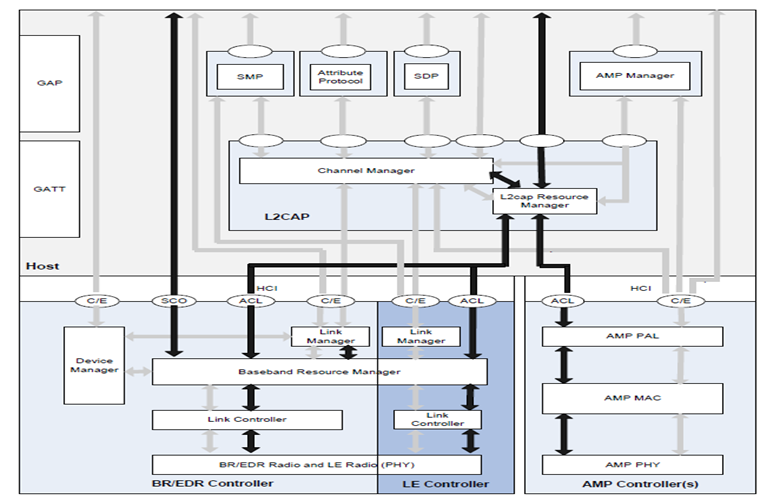 GAP
SMP
Attribute
Protocol
SDP
AMP Manager
GATT
Channel Manager
L2cap Resource
Manager
L2CAP
Host
HCI
HCI
C/E
SCO
ACL
C/E
C/E
ACL
ACL
C/E
Device
Manager
Link
Manager
Link
Manager
AMP PAL
Baseband Resource Manager
AMP MAC
Link Controller
Link
Controller
BR/EDR Radio and LE Radio (PHY)
AMP PHY
BR/EDR Controller
LE Controller
AMP Controller(s)